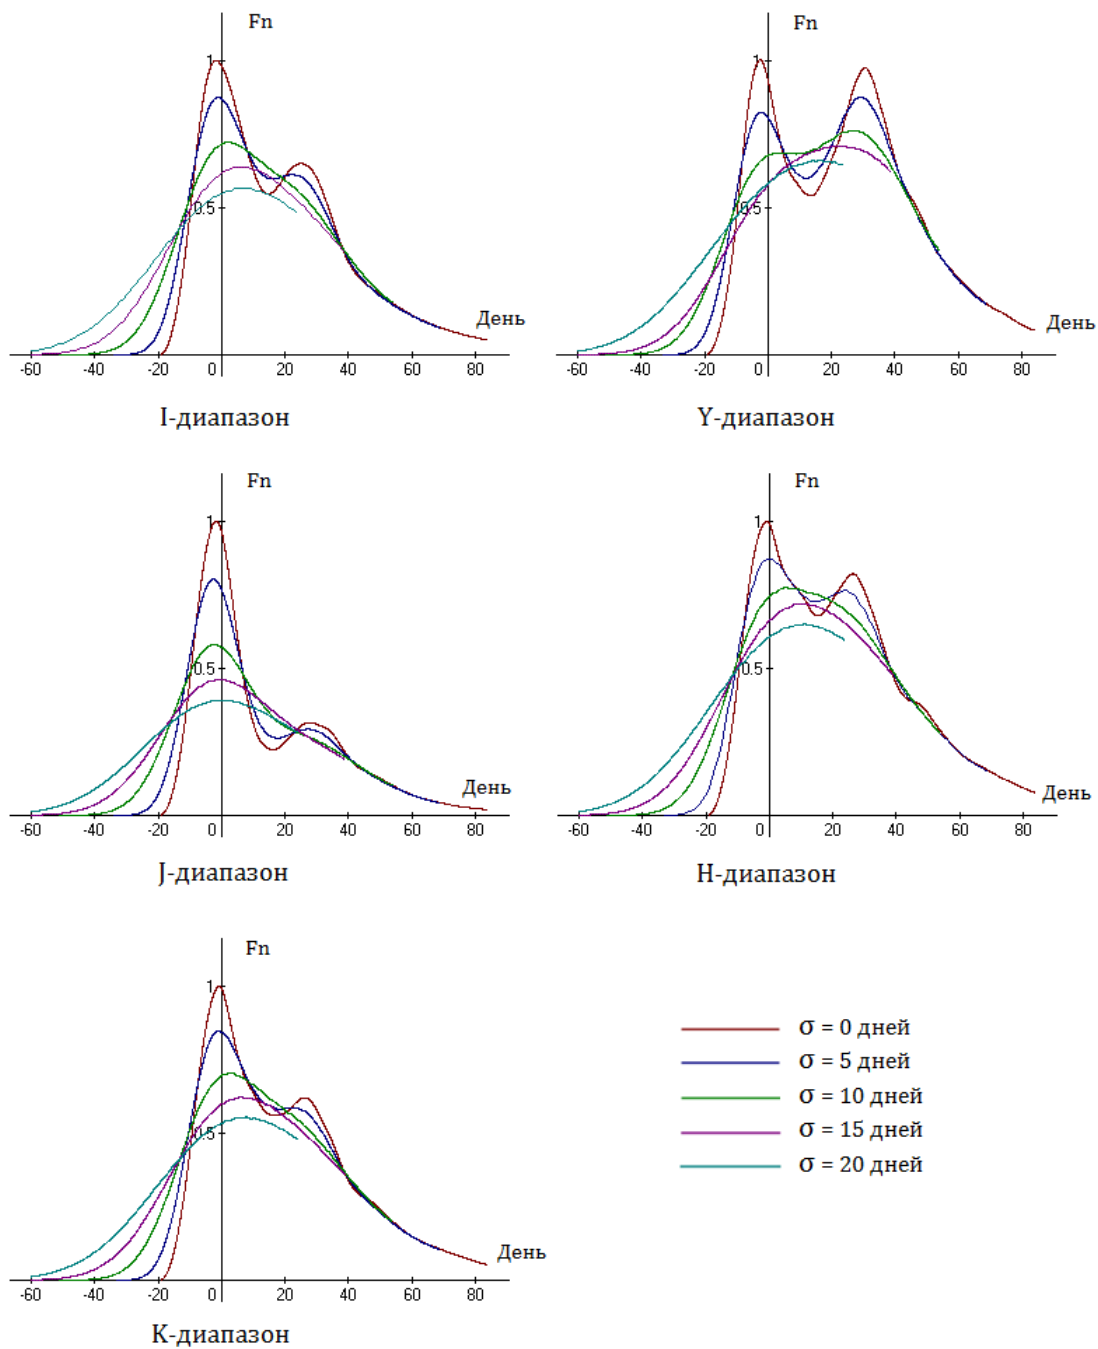 Fn
Fn
1
1
0.5
0.5
День
День
-60 -40 -20 0 20 40 60 80
-60 -40 -20 0 20 40 60 80
I-диапазон
Y-диапазон
Fn
Fn
1
1
0.5
0.5
День
День
-60 -40 -20 0 20 40 60 80
-60 -40 -20 0 20 40 60 80
J-диапазон
H-диапазон
Fn
1
0.5
День
-60 -40 -20 0 20 40 60 80
K-диапазон
σ = 0 дней
σ = 5 дней
σ = 10 дней
σ = 15 дней
σ = 20 дней